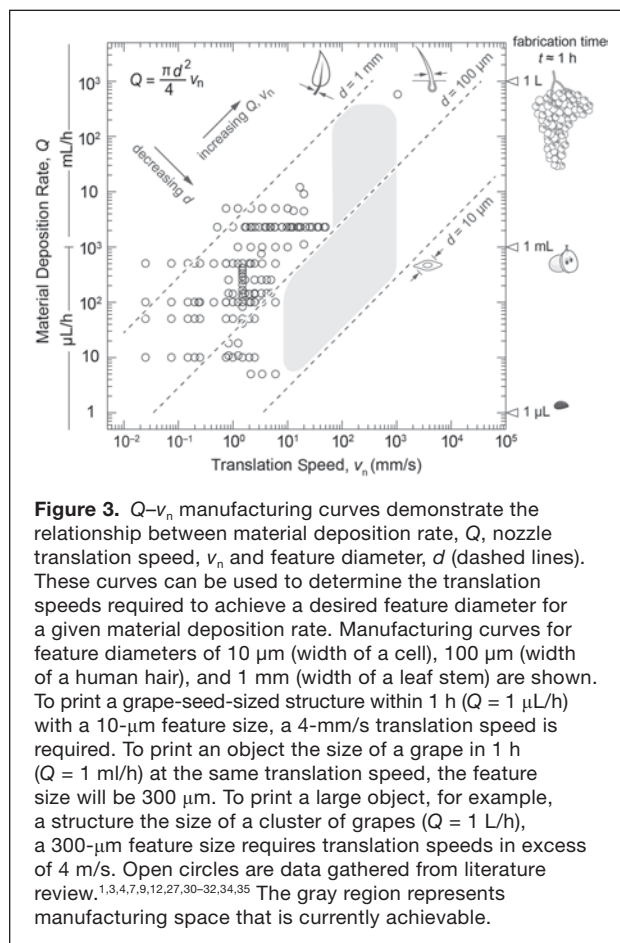 fabrication time
t ≈ 1 h
Q = πd²/4 vₙ
increasing Q, vₙ
decreasing d
d = 1 mm
d = 100 µm
d = 10 µm
Material Deposition Rate, Q
µL/h
mL/h
10³
10²
10
10³
10²
10
1
1 L
1 mL
1 µL
10⁻² 10⁻¹ 10⁰ 10¹ 10² 10³ 10⁴ 10⁵
Translation Speed, vₙ (mm/s)
Figure 3. Q–vₙ manufacturing curves demonstrate the
relationship between material deposition rate, Q, nozzle
translation speed, vₙ and feature diameter, d (dashed lines).
These curves can be used to determine the translation
speeds required to achieve a desired feature diameter for
a given material deposition rate. Manufacturing curves for
feature diameters of 10 µm (width of a cell), 100 µm (width
of a human hair), and 1 mm (width of a leaf stem) are shown.
To print a grape-seed-sized structure within 1 h (Q = 1 µL/h)
with a 10-µm feature size, a 4-mm/s translation speed is
required. To print an object the size of a grape in 1 h
(Q = 1 ml/h) at the same translation speed, the feature
size will be 300 µm. To print a large object, for example,
a structure the size of a cluster of grapes (Q = 1 L/h),
a 300-µm feature size requires translation speeds in excess
of 4 m/s. Open circles are data gathered from literature
review.¹,³,⁴,⁷,⁹,¹²,²⁷,³⁰⁻³²,³⁴,³⁵ The gray region represents
manufacturing space that is currently achievable.